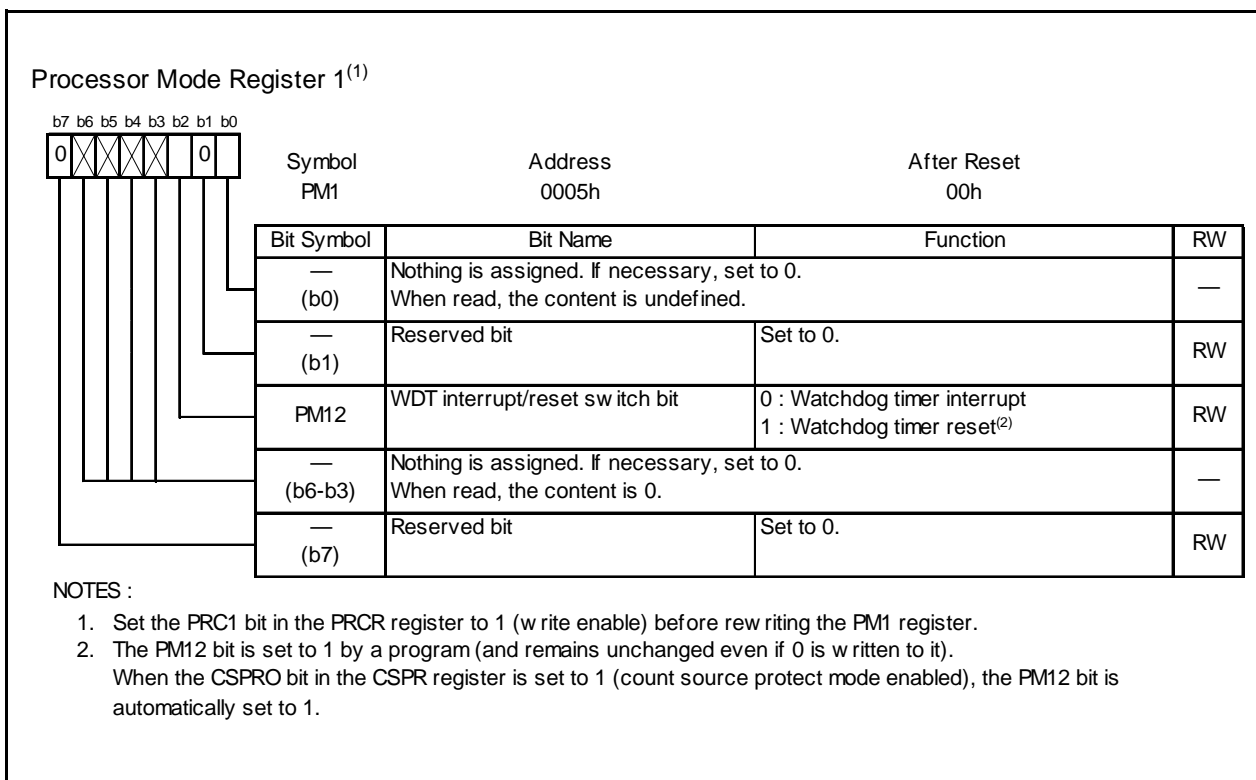 Processor Mode Register 1(1)
b7 b6 b5 b4 b3 b2 b1 b0
0 0
Symbol Address After Reset
PM1 0005h 00h
Bit Symbol Bit Name Function RW
—
(b0)
Nothing is assigned. If necessary, set to 0.
When read, the content is undefined.
—
—
(b1)
Reserved bit
Set to 0.
RW
PM12
WDT interrupt/reset switch bit
0 : Watchdog timer interrupt
1 : Watchdog timer reset(2)
RW
—
(b6-b3)
Nothing is assigned. If necessary, set to 0.
When read, the content is 0.
—
—
(b7)
Reserved bit
Set to 0.
RW
NOTES :
1. Set the PRC1 bit in the PRCR register to 1 (write enable) before rewriting the PM1 register.
2. The PM12 bit is set to 1 by a program (and remains unchanged even if 0 is written to it).
When the CSPRO bit in the CSPR register is set to 1 (count source protect mode enabled), the PM12 bit is
automatically set to 1.